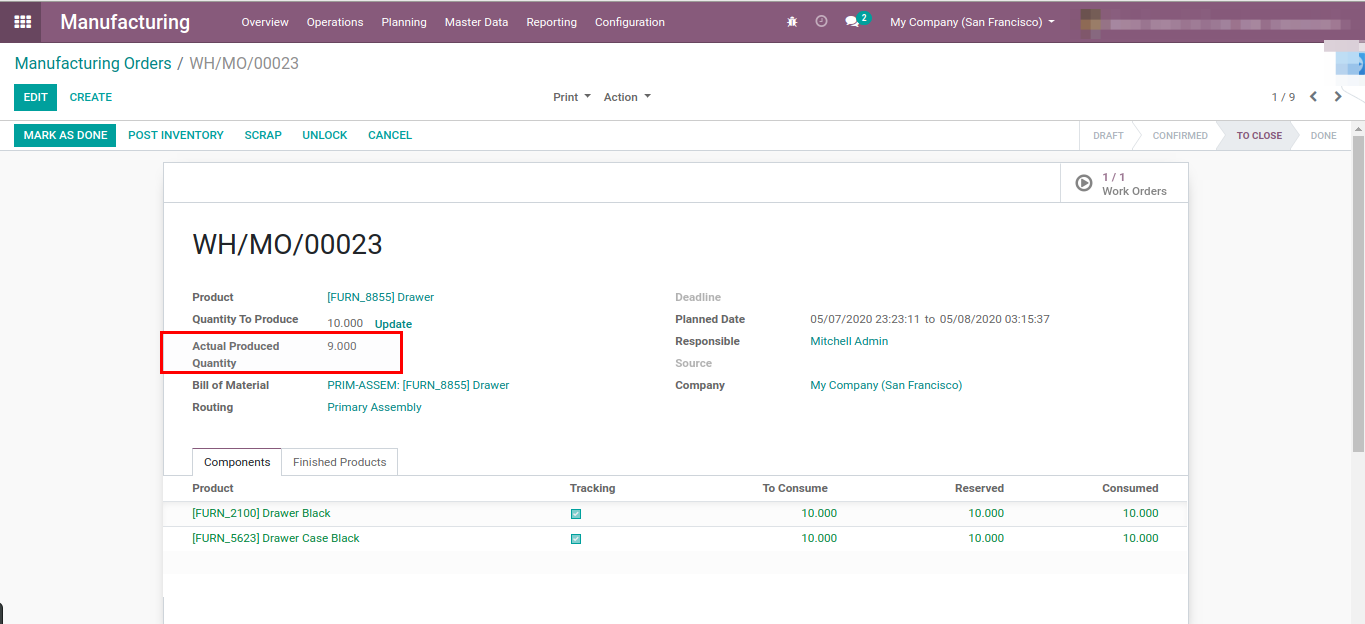 Manufacturing Overview Operations Planning Master Data Reporting Configuration 2 My Company (San Francisco)
Manufacturing Orders / WH/MO/00023
EDIT CREATE Print Action 1 / 9
MARK AS DONE POST INVENTORY SCRAP UNLOCK CANCEL DRAFT CONFIRMED TO CLOSE DONE
1 / 1
Work Orders
WH/MO/00023
Product [FURN_8855] Drawer Deadline
Quantity To Produce 10.000 Update Planned Date 05/07/2020 23:23:11 to 05/08/2020 03:15:37
Actual Produced Quantity 9.000 Responsible Mitchell Admin
Source
Bill of Material PRIM-ASSEM: [FURN_8855] Drawer Company My Company (San Francisco)
Routing Primary Assembly
Components Finished Products
Product Tracking To Consume Reserved Consumed
[FURN_2100] Drawer Black 10.000 10.000 10.000
[FURN_5623] Drawer Case Black 10.000 10.000 10.000